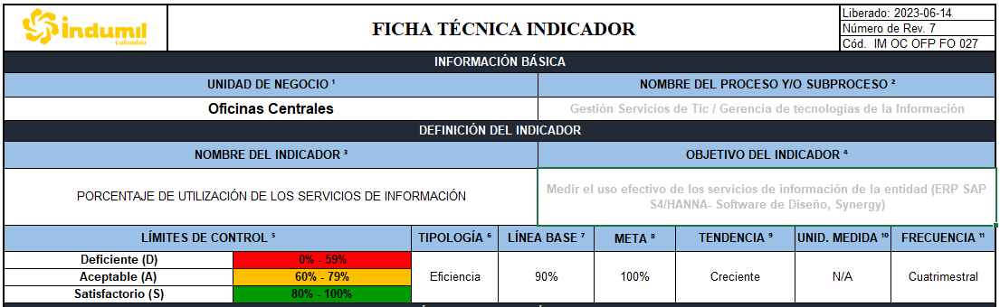 indumil
Colombia
FICHA TÉCNICA INDICADOR
Liberado: 2023-06-14
Número de Rev. 7
Cód. IM OC OFP FO 027
INFORMACIÓN BÁSICA
UNIDAD DE NEGOCIO ¹
NOMBRE DEL PROCESO Y/O SUBPROCESO ²
Oficinas Centrales
Gestión Servicios de Tic / Gerencia de tecnologías de la Información
DEFINICIÓN DEL INDICADOR
NOMBRE DEL INDICADOR ³
OBJETIVO DEL INDICADOR ⁴
PORCENTAJE DE UTILIZACIÓN DE LOS SERVICIOS DE INFORMACIÓN
Medir el uso efectivo de los servicios de información de la entidad (ERP SAP
S4/HANNA- Software de Diseño, Synergy)
LÍMITES DE CONTROL ⁵
TIPOLOGÍA ⁶
LÍNEA BASE ⁷
META ⁸
TENDENCIA ⁹
UNID. MEDIDA ¹⁰
FRECUENCIA ¹¹
Deficiente (D)
0% - 59%
Aceptable (A)
60% - 79%
Satisfactorio (S)
80% - 100%
Eficiencia
90%
100%
Creciente
N/A
Cuatrimestral